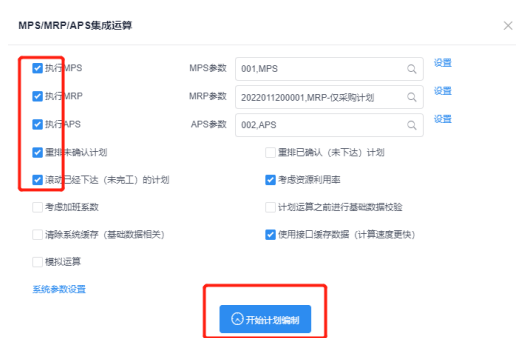 MPS/MRP/APS集成运算
执行MPS MPS参数 001,MPS 设置
执行MRP MRP参数 2022011200001,MRP-仅采购计划 设置
执行APS APS参数 002,APS 设置
重排未确认计划 重排已确认（未下达）计划
滚动已经下达（未完工）的计划 考虑资源利用率
考虑加班系数 计划运算之前进行基础数据校验
清除系统缓存（基础数据相关） 使用接口缓存数据（计算速度更快）
模拟运算
系统参数设置
开始计划编制